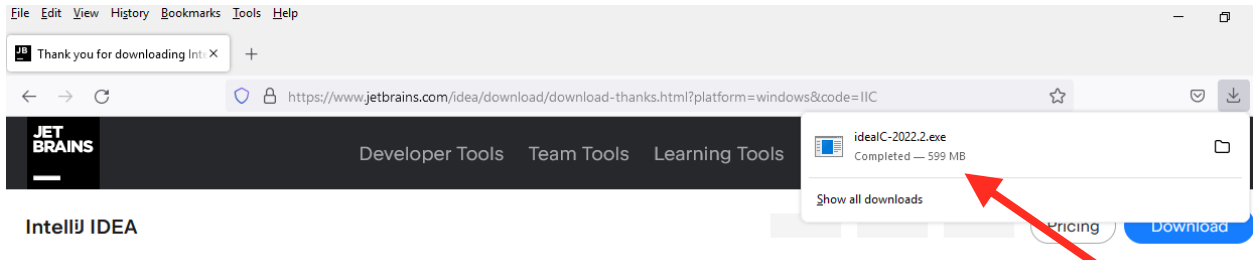 File Edit View History Bookmarks Tools Help
JB Thank you for downloading Inte
https://www.jetbrains.com/idea/download/download-thanks.html?platform=windows&code=IIC
JET
BRAINS
Developer Tools Team Tools Learning Tools
ideaIC-2022.2.exe
Completed — 599 MB
Show all downloads
IntelliJ IDEA
Pricing
Download